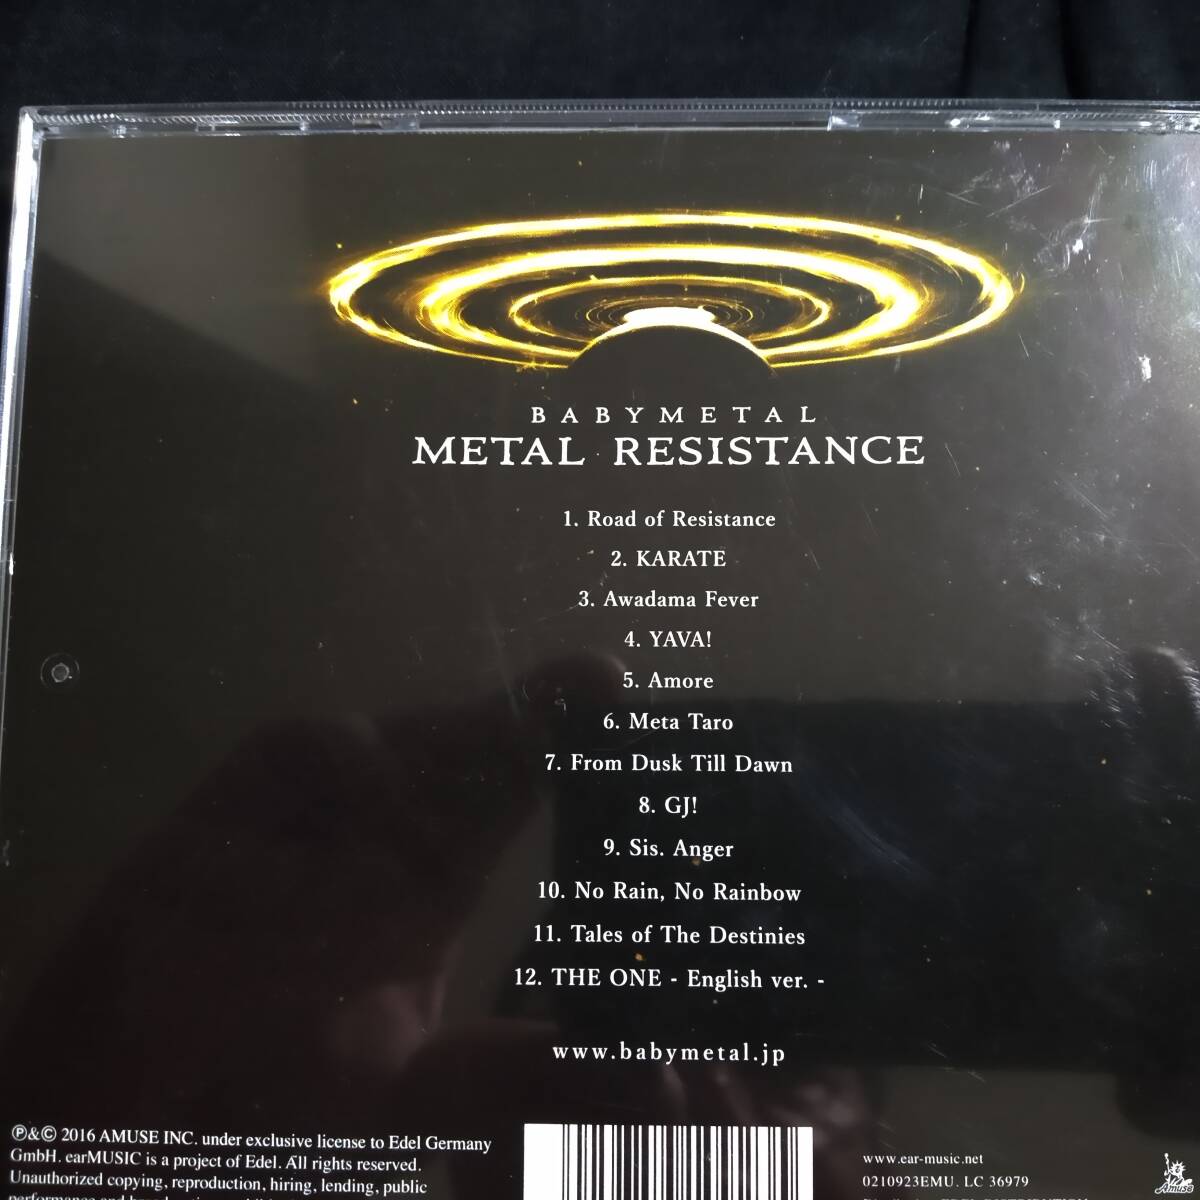 BABYMETAL
METAL RESISTANCE
1. Road of Resistance
2. KARATE
3. Awadama Fever
4. YAVA!
5. Amore
6. Meta Taro
7. From Dusk Till Dawn
8. GJ!
9. Sis. Anger
10. No Rain, No Rainbow
11. Tales of The Destinies
12. THE ONE - English ver. -
www.babymetal.jp
℗&© 2016 AMUSE INC. under exclusive license to Edel Germany
GmbH. earMUSIC is a project of Edel. All rights reserved.
Unauthorized copying, reproduction, hiring, lending, public
www.ear-music.net
0210923EMU. LC 36979
Amuse